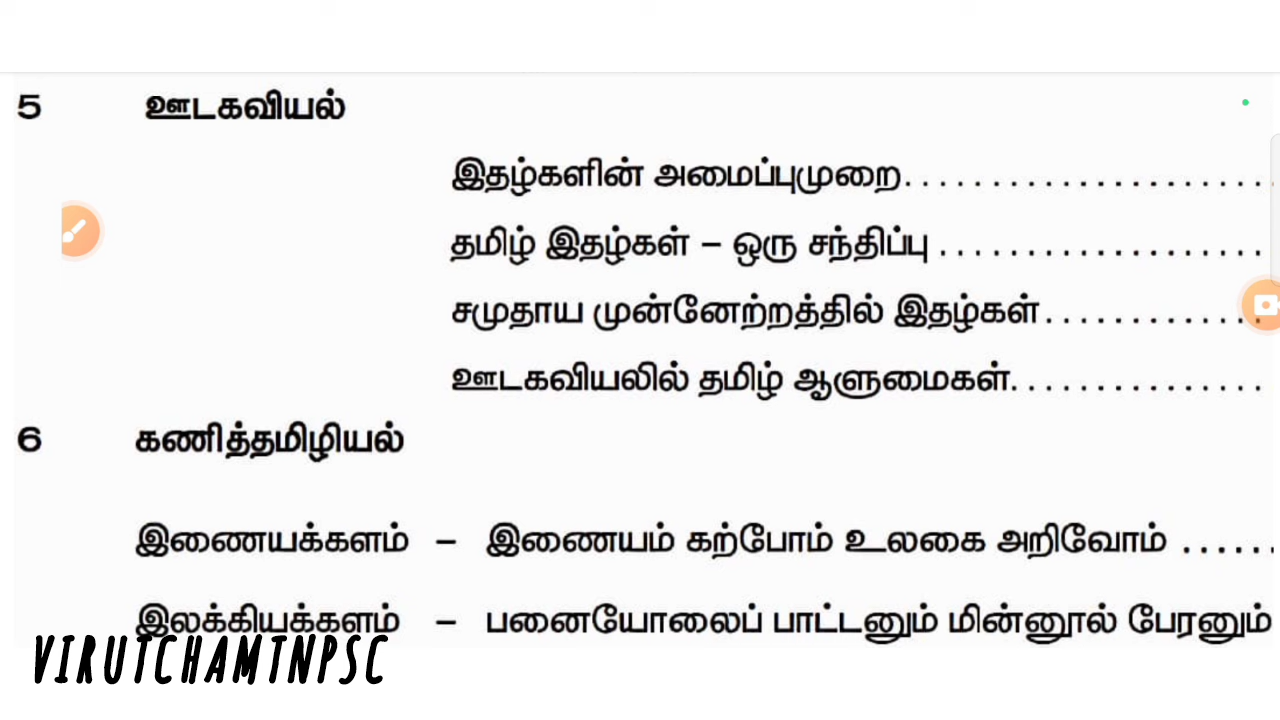 5 ஊடகவியல்
இதழ்களின் அமைப்புமுறை.....................
தமிழ் இதழ்கள் – ஒரு சந்திப்பு ...................
சமுதாய முன்னேற்றத்தில் இதழ்கள்.............
ஊடகவியலில் தமிழ் ஆளுமைகள்...............
6 கணித்தமிழியல்
இணையக்களம் – இணையம் கற்போம் உலகை அறிவோம் ......
இலக்கியக்களம் – பனையோலைப் பாட்டனும் மின்னூல் பேரனும்
VIRUTCHAMTNPSC